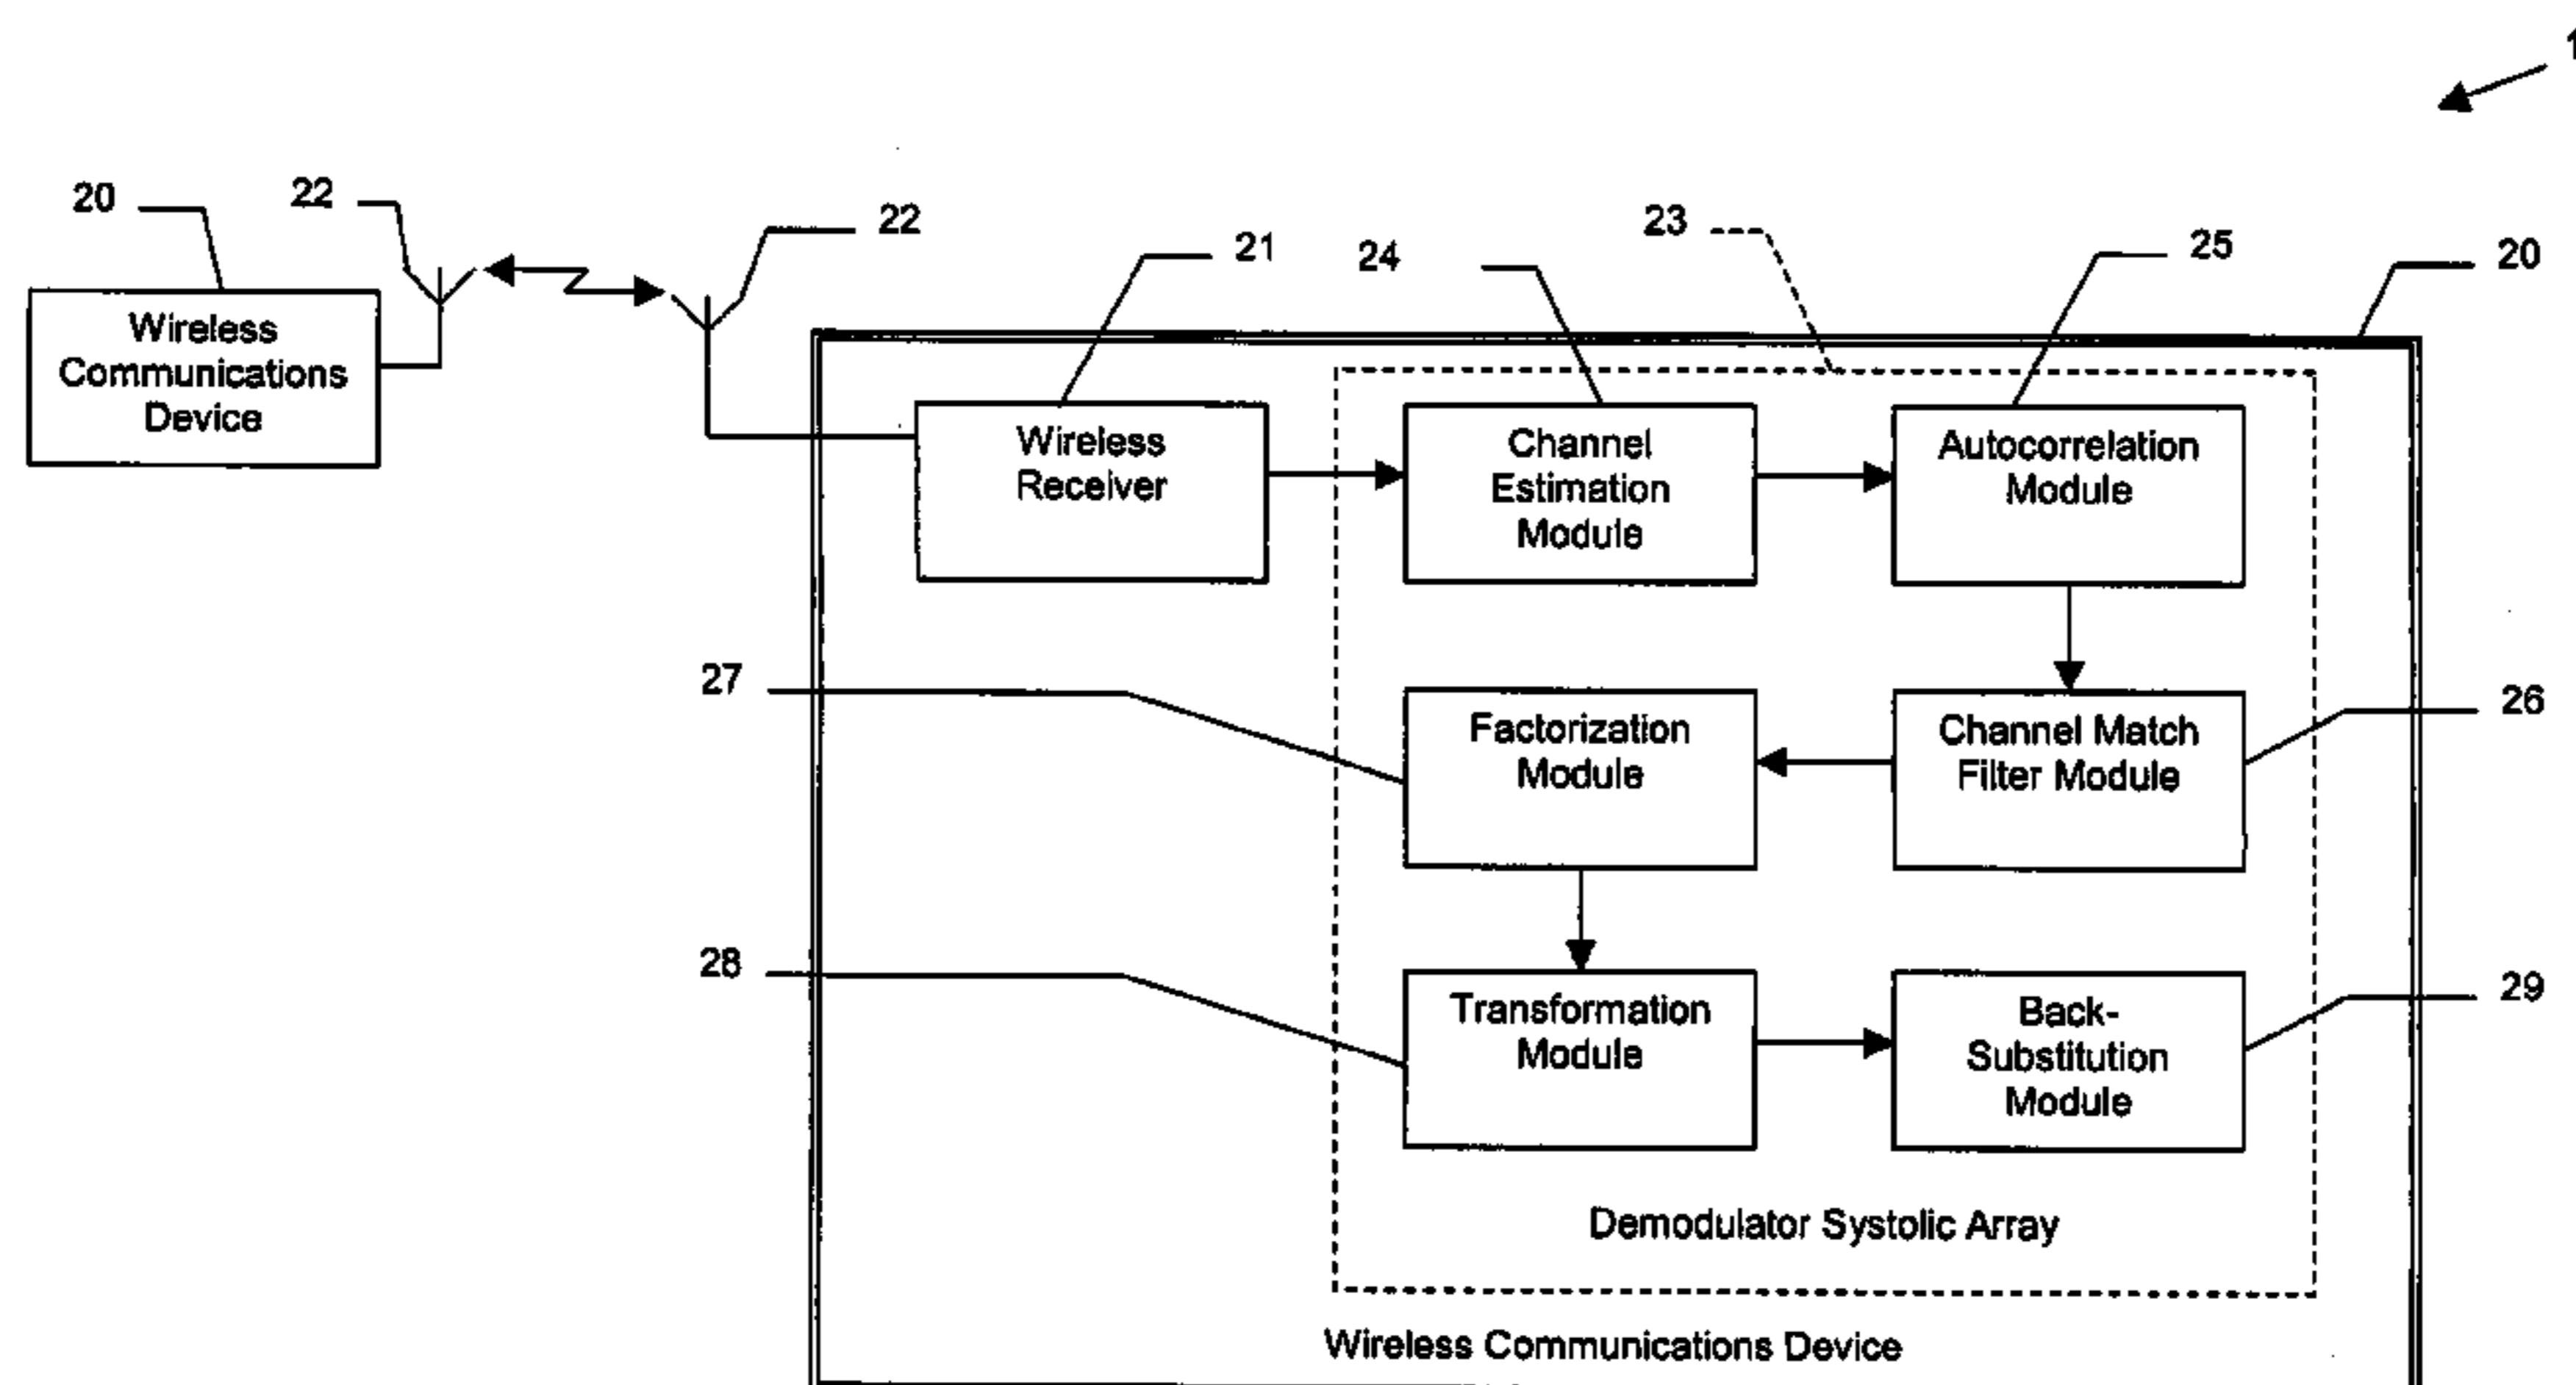 20
22
22
21
24
23
25
20
Wireless
Communications
Device
Wireless
Receiver
Channel
Estimation
Module
Autocorrelation
Module
27
Factorization
Module
Channel Match
Filter Module
26
28
Transformation
Module
Back-
Substitution
Module
29
Demodulator Systolic Array
Wireless Communications Device